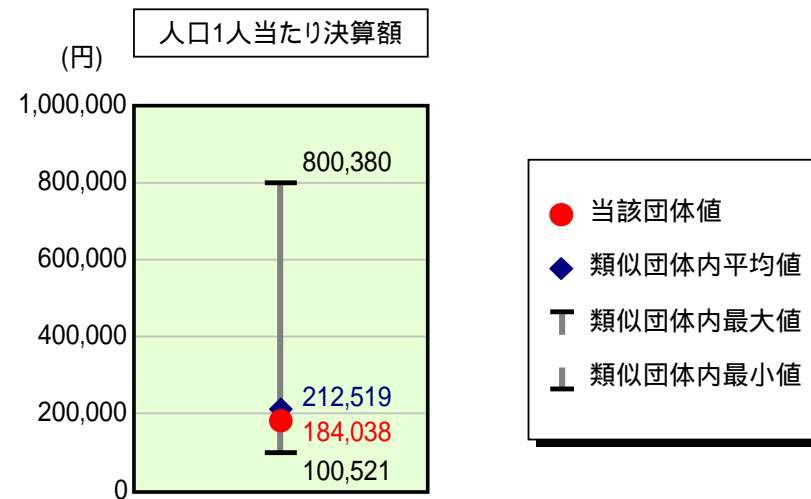 人口1人当たり決算額
(円)
1,000,000
800,000
600,000
400,000
200,000
0
800,380
212,519
184,038
100,521
当該団体値
類似団体内平均値
類似団体内最大値
類似団体内最小値